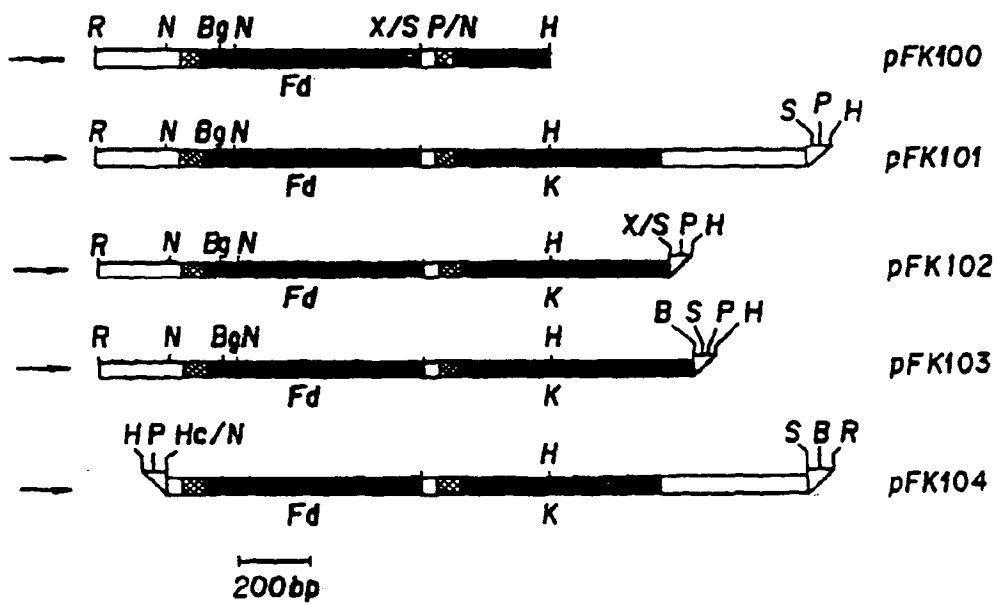 R N Bg N X/S P/N H
pFK100
Fd
R N Bg N H S P H
pFK101
Fd K
R N Bg N H X/S P H
pFK102
Fd K
R N Bg N H B S P H
pFK103
Fd K
H P Hc/N H S B R
pFK104
Fd K
200bp